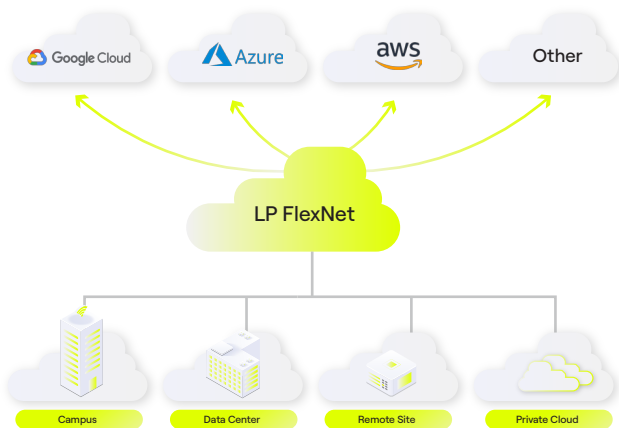 Google Cloud
Azure
aws
Other
LP FlexNet
Campus
Data Center
Remote Site
Private Cloud